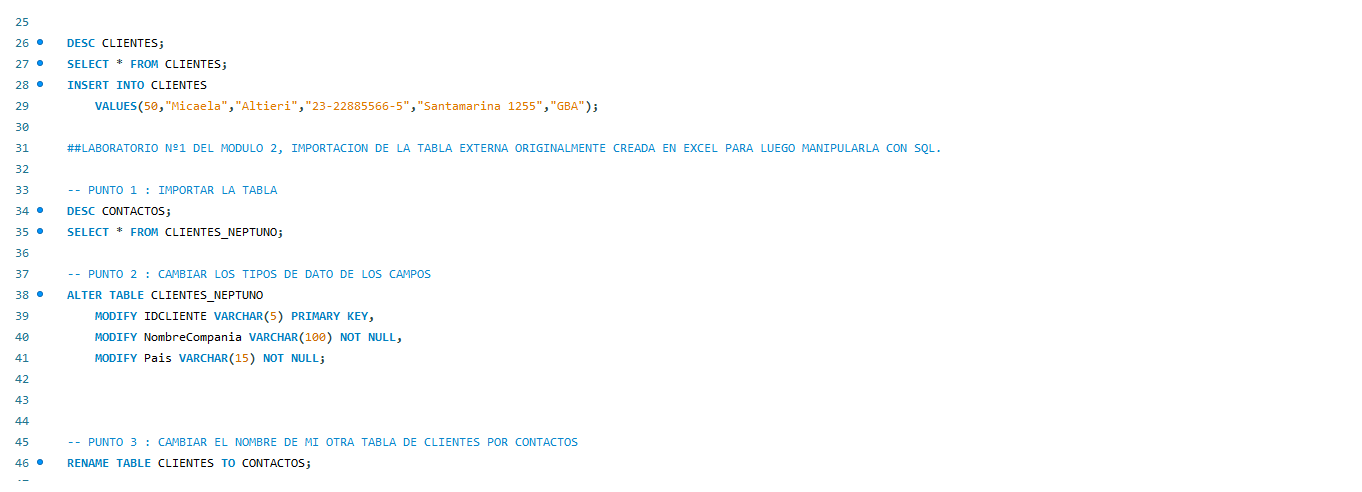 25
26 DESC CLIENTES;
27 SELECT * FROM CLIENTES;
28 INSERT INTO CLIENTES
29 VALUES(50,"Micaela","Altieri","23-22885566-5","Santamarina 1255","GBA");
30
31 ##LABORATORIO Nº1 DEL MODULO 2, IMPORTACION DE LA TABLA EXTERNA ORIGINALMENTE CREADA EN EXCEL PARA LUEGO MANIPULARLA CON SQL.
32
33 -- PUNTO 1 : IMPORTAR LA TABLA
34 DESC CONTACTOS;
35 SELECT * FROM CLIENTES_NEPTUNO;
36
37 -- PUNTO 2 : CAMBIAR LOS TIPOS DE DATO DE LOS CAMPOS
38 ALTER TABLE CLIENTES_NEPTUNO
39 MODIFY IDCLIENTE VARCHAR(5) PRIMARY KEY,
40 MODIFY NombreCompania VARCHAR(100) NOT NULL,
41 MODIFY Pais VARCHAR(15) NOT NULL;
42
43
44
45 -- PUNTO 3 : CAMBIAR EL NOMBRE DE MI OTRA TABLA DE CLIENTES POR CONTACTOS
46 RENAME TABLE CLIENTES TO CONTACTOS;